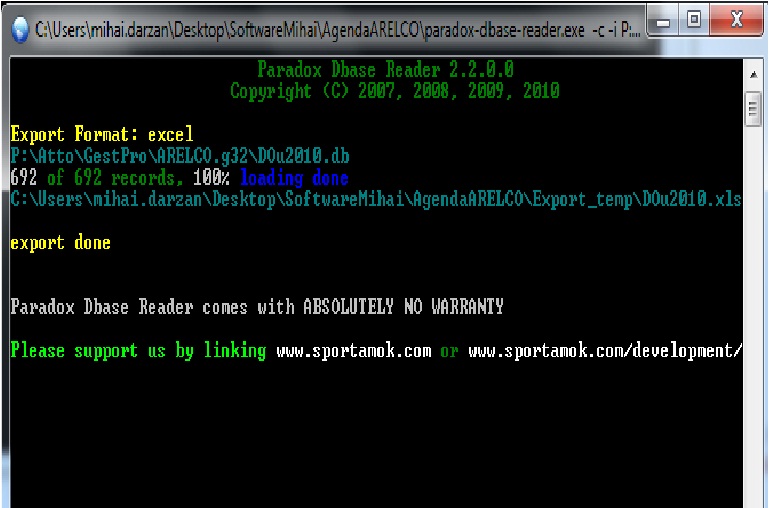 C:\Users\mihai.darzan\Desktop\SoftwareMihai\AgendaARELCO\paradox-dbase-reader.exe -c -i P:...
Paradox Dbase Reader 2.2.0.0
Copyright (C) 2007, 2008, 2009, 2010
Export Format: excel
P:\Atto\GestPro\ARELCO.g32\DOu2010.db
692 of 692 records, 100% loading done
C:\Users\mihai.darzan\Desktop\SoftwareMihai\AgendaARELCO\Export_temp\DOu2010.xls
export done
Paradox Dbase Reader comes with ABSOLUTELY NO WARRANTY
Please support us by linking www.sportamok.com or www.sportamok.com/development/